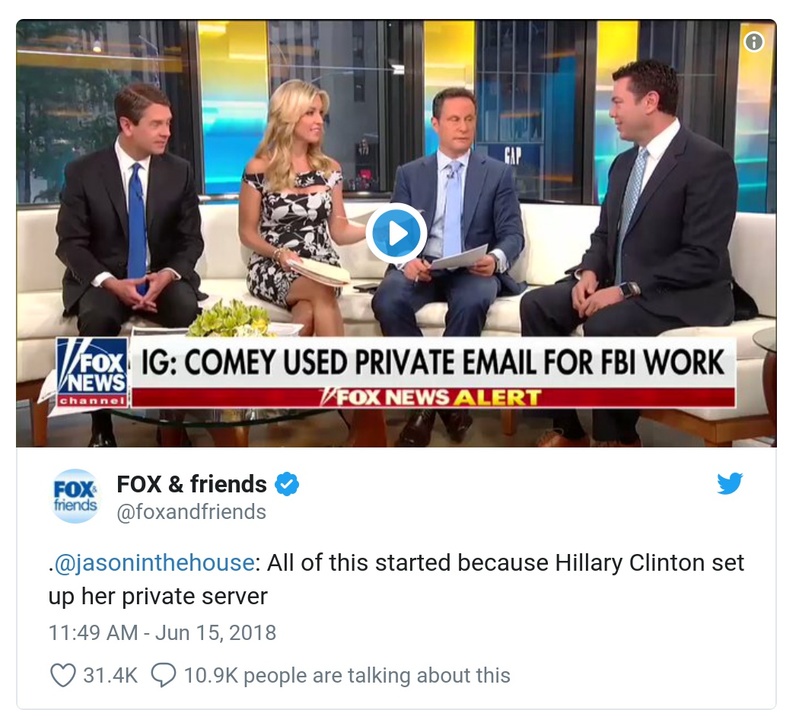 GAP
FOX
NEWS
channel
IG: COMEY USED PRIVATE EMAIL FOR FBI WORK
FOX NEWS ALERT
FOX&
friends
FOX & friends
@foxandfriends
.@jasoninthehouse: All of this started because Hillary Clinton set
up her private server
11:49 AM - Jun 15, 2018
31.4K 10.9K people are talking about this